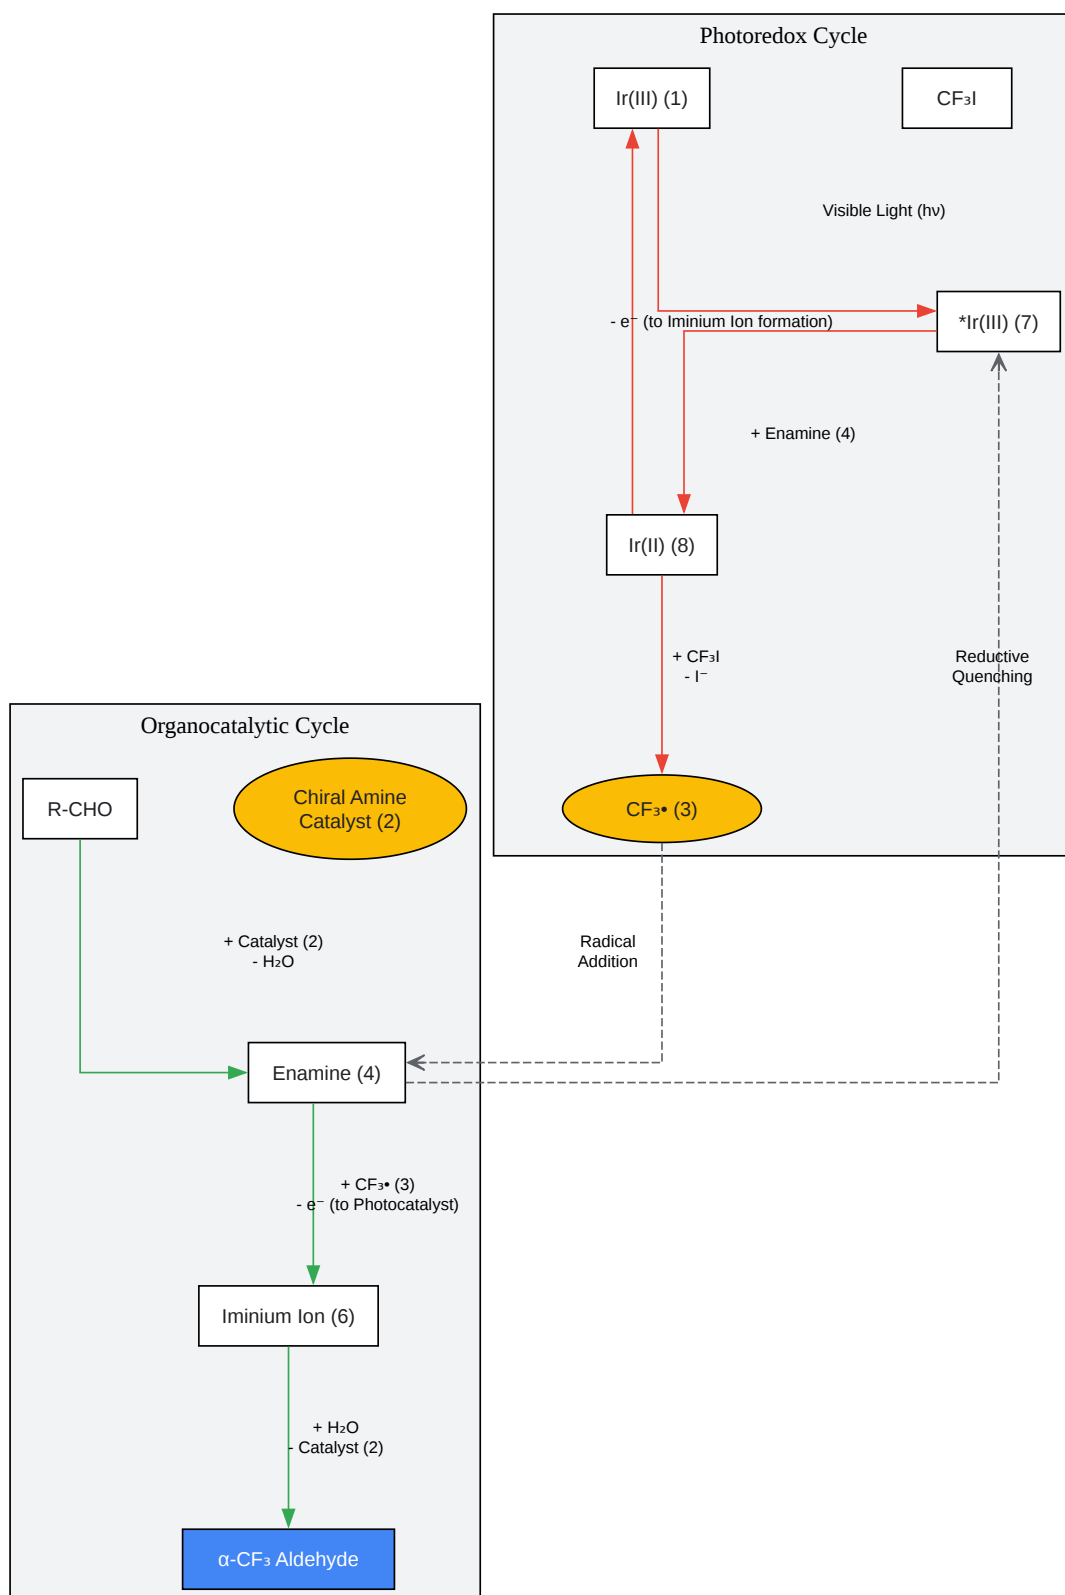 Photoredox Cycle
Ir(III) (1)
CF₃I
Visible Light (hν)
*Ir(III) (7)
- e⁻ (to Iminium Ion formation)
+ Enamine (4)
Ir(II) (8)
+ CF₃I
- I⁻
Reductive
Quenching
CF₃• (3)
Organocatalytic Cycle
R-CHO
Chiral Amine
Catalyst (2)
+ Catalyst (2)
- H₂O
Radical
Addition
Enamine (4)
+ CF₃• (3)
- e⁻ (to Photocatalyst)
Iminium Ion (6)
+ H₂O
- Catalyst (2)
α-CF₃ Aldehyde